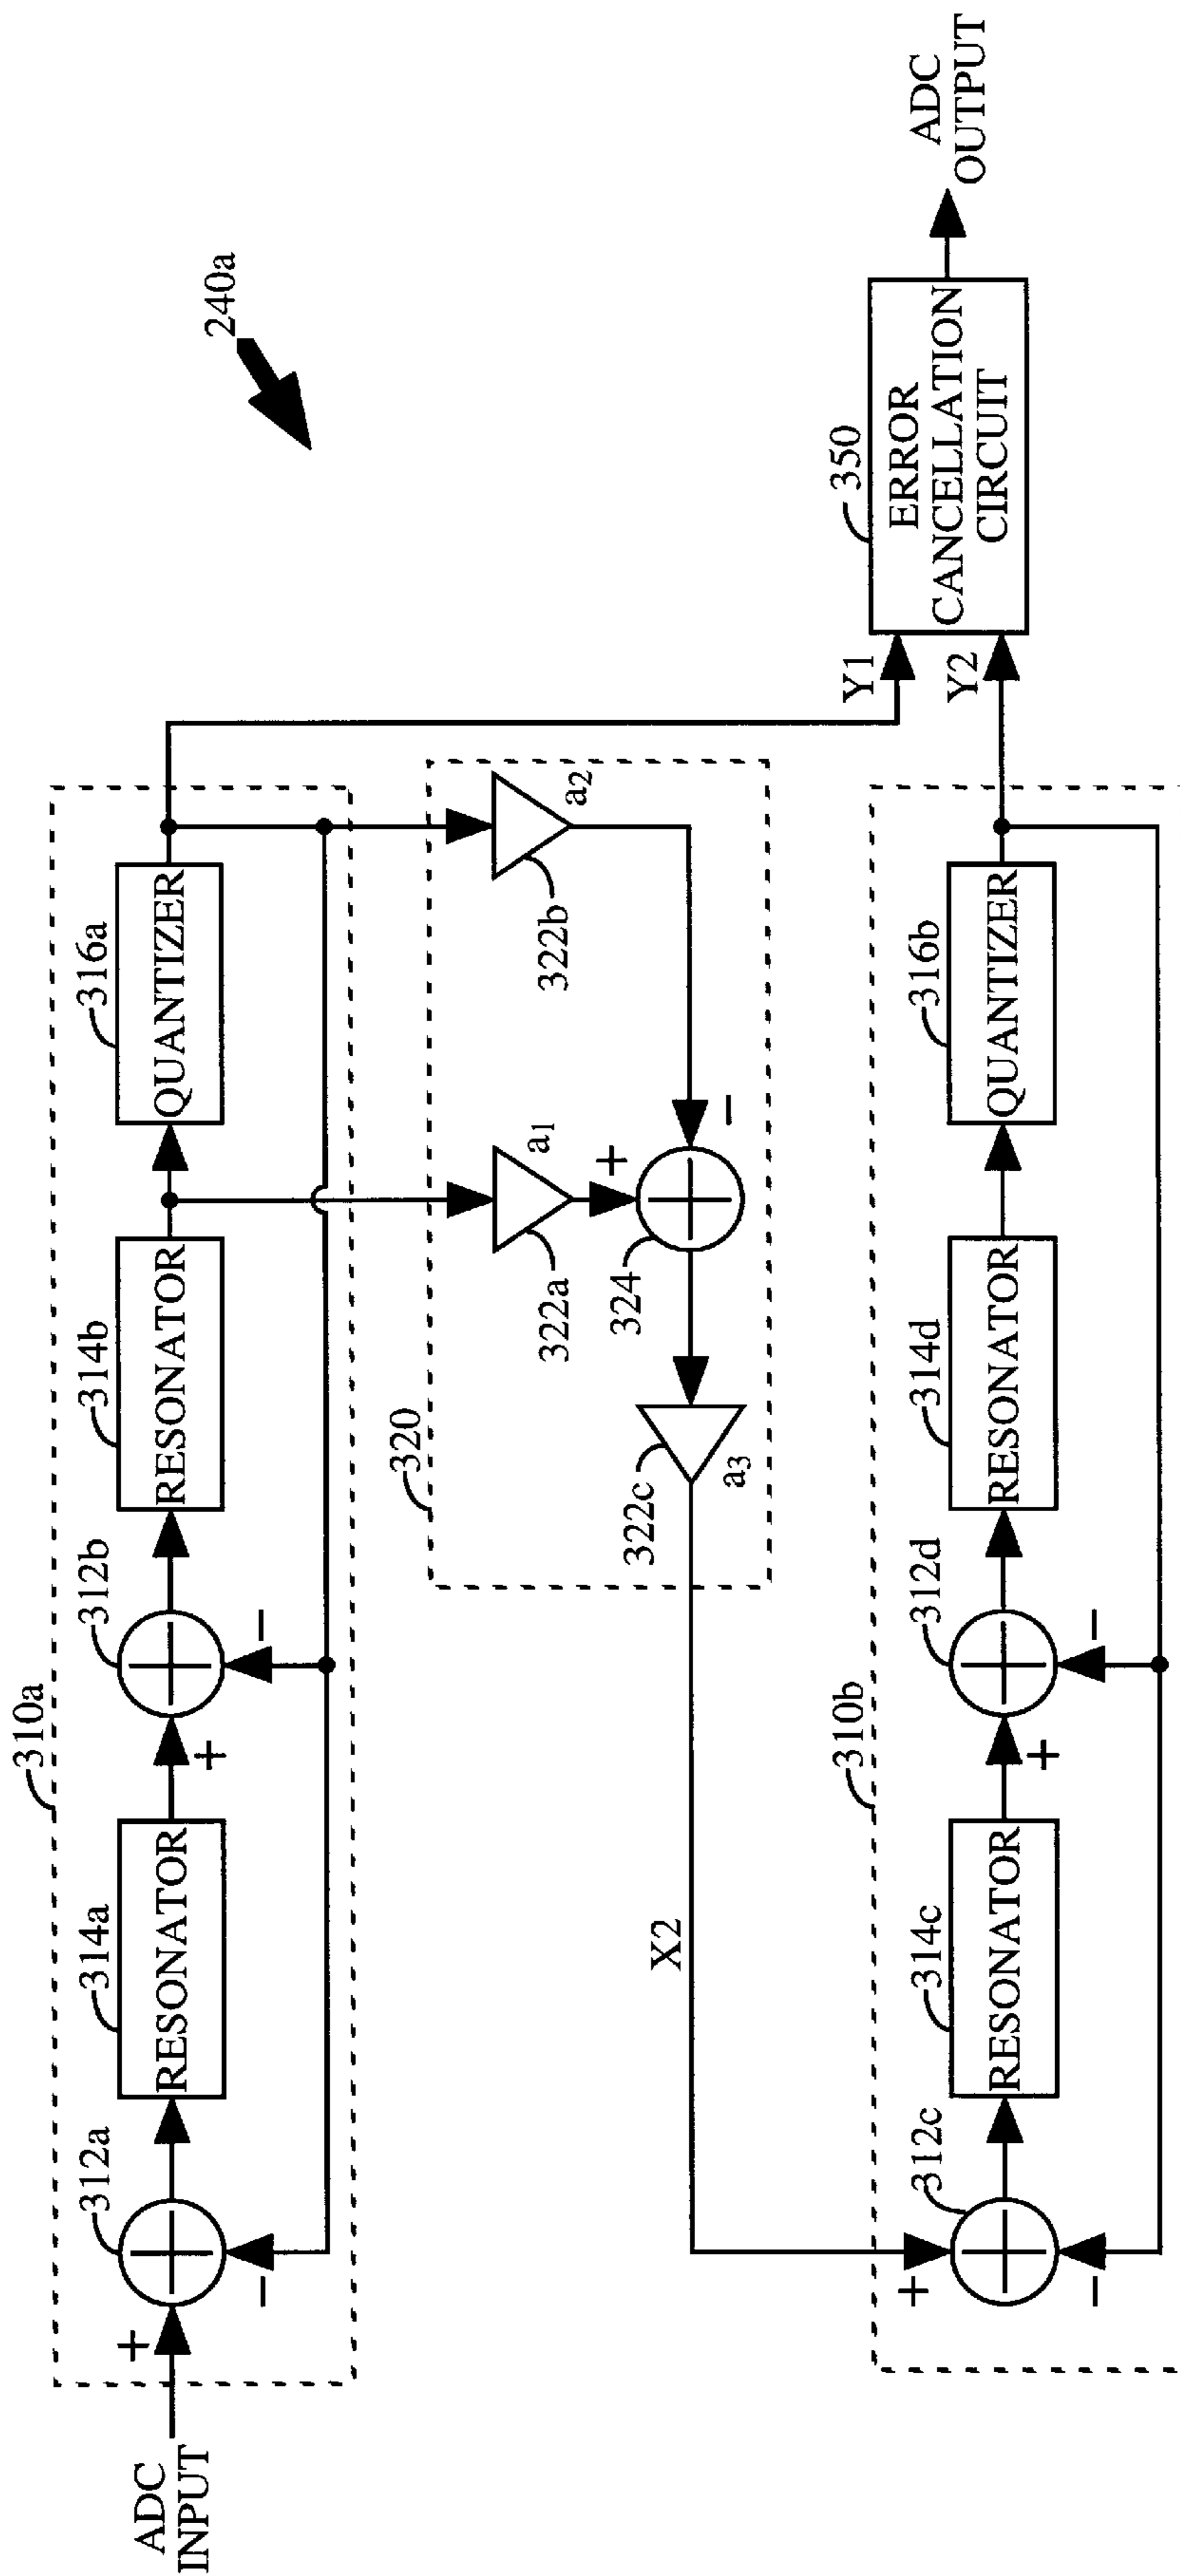 240a
310a
ADC
INPUT
+
−
312a
314a
RESONATOR
+
−
312b
314b
RESONATOR
316a
QUANTIZER
320
a1
322a
a2
322b
+
−
324
322c
a3
X2
310b
+
−
312c
314c
RESONATOR
+
−
312d
314d
RESONATOR
316b
QUANTIZER
Y1
Y2
350
ERROR
CANCELLATION
CIRCUIT
ADC
OUTPUT